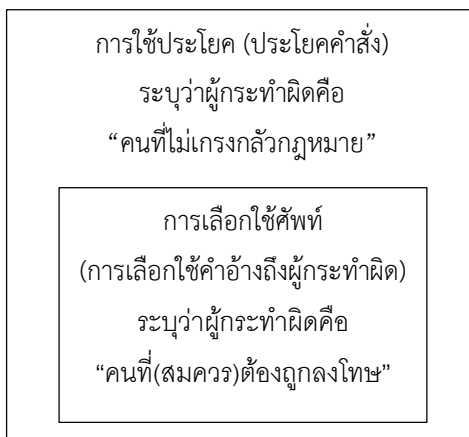 การใช้ประโยค (ประโยคคำสั่ง)
ระบุว่าผู้กระทำผิดคือ
“คนที่ไม่เกรงกลัวกฎหมาย”
การเลือกใช้ศัพท์
(การเลือกใช้คำอ้างถึงผู้กระทำผิด)
ระบุว่าผู้กระทำผิดคือ
“คนที่(สมควร)ต้องถูกลงโทษ”